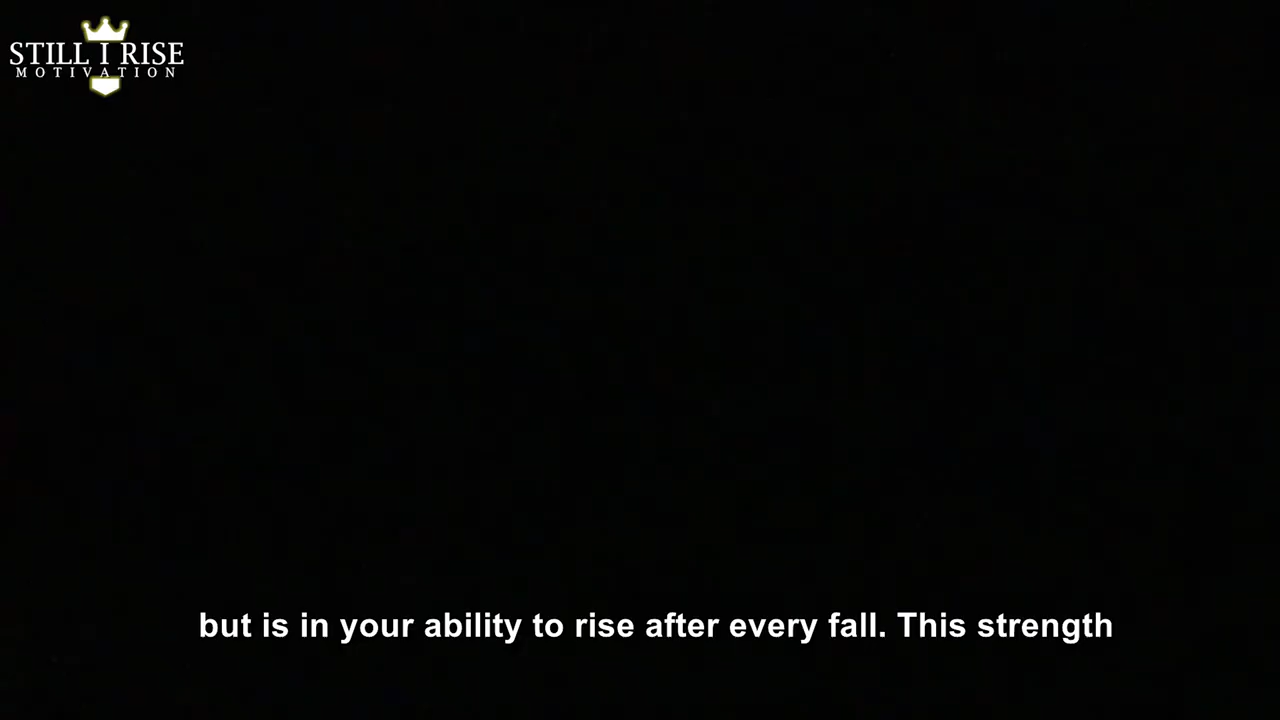 STILL I RISE
MOTIVATION
but is in your ability to rise after every fall. This strength